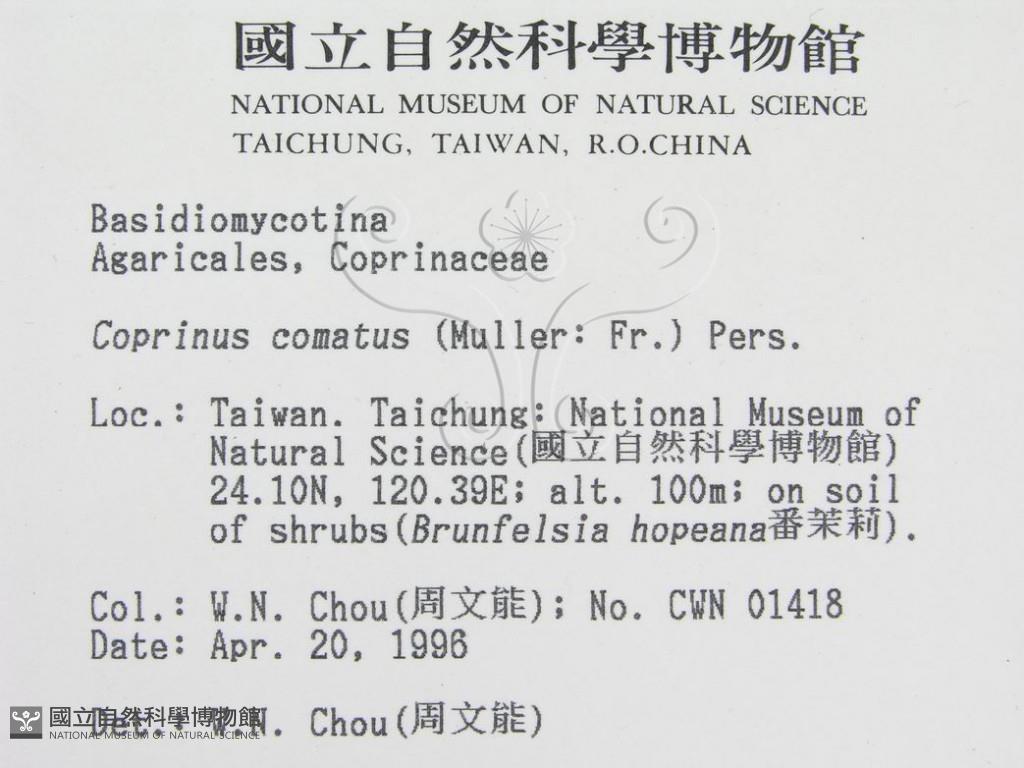 國立自然科學博物館
NATIONAL MUSEUM OF NATURAL SCIENCE
TAICHUNG, TAIWAN, R.O.CHINA
Basidiomycotina
Agaricales, Coprinaceae
Coprinus comatus (Muller: Fr.) Pers.
Loc.: Taiwan. Taichung: National Museum of
Natural Science(國立自然科學博物館)
24.10N, 120.39E; alt. 100m; on soil
of shrubs(Brunfelsia hopeana番茉莉).
Col.: W.N. Chou(周文能); No. CWN 01418
Date: Apr. 20, 1996
Det.: W.N. Chou(周文能)
國立自然科學博物館
NATIONAL MUSEUM OF NATURAL SCIENCE